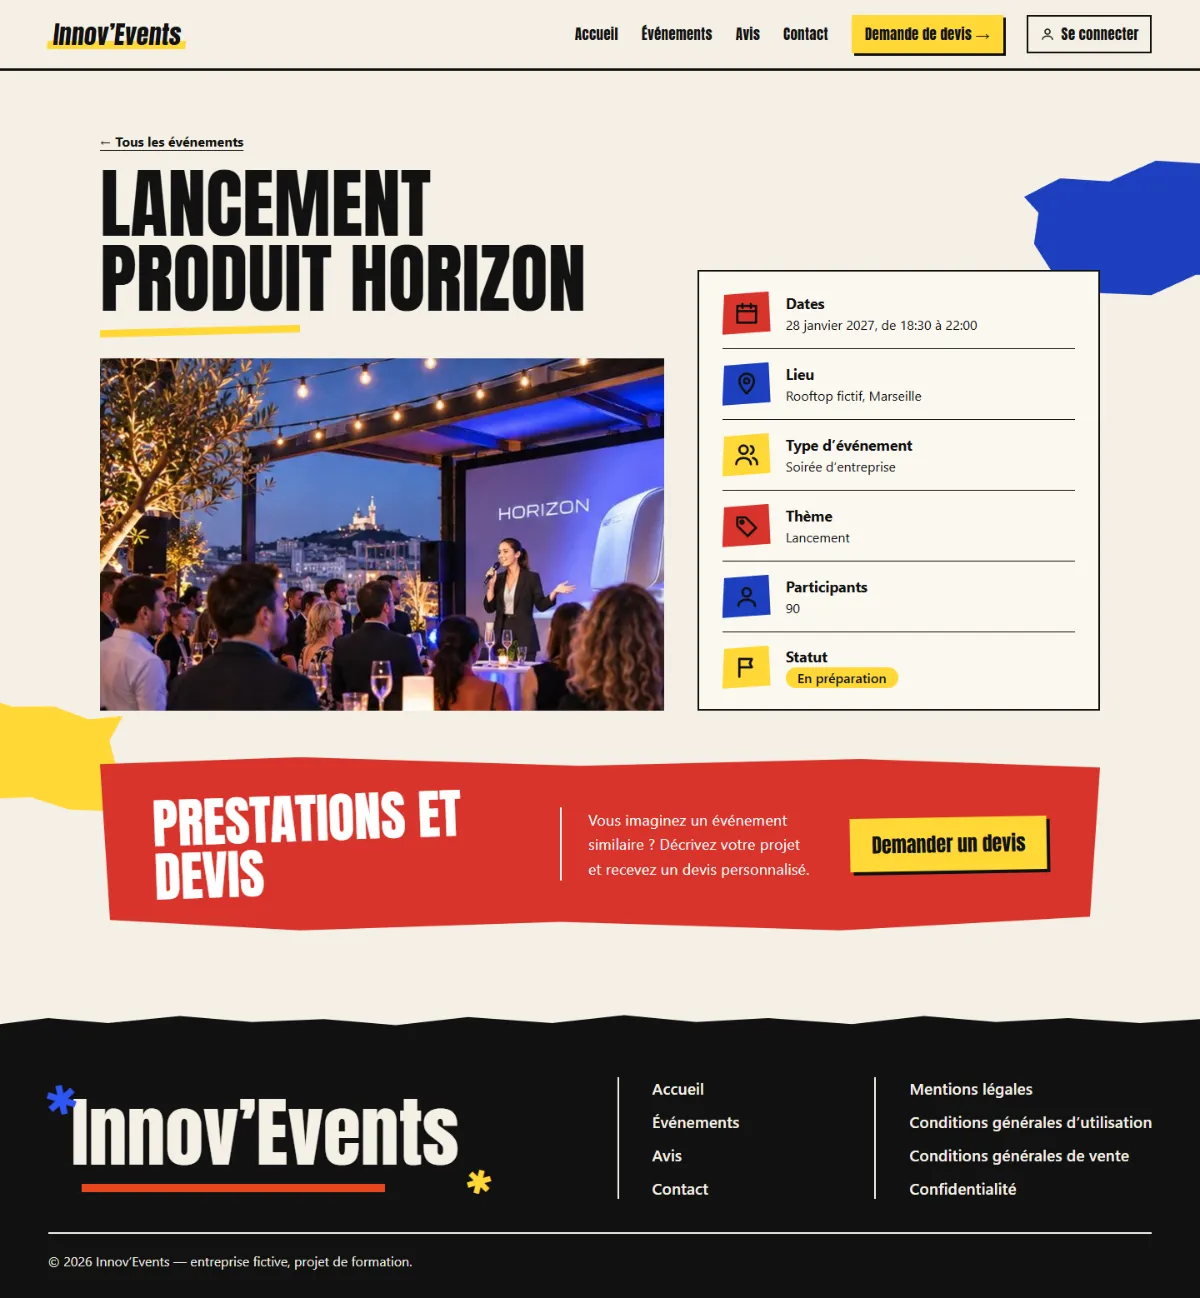 Innov’Events
Accueil
Événements
Avis
Contact
Demande de devis →
Se connecter
← Tous les événements
LANCEMENT
PRODUIT HORIZON
HORIZON
Dates
28 janvier 2027, de 18:30 à 22:00
Lieu
Rooftop fictif, Marseille
Type d’événement
Soirée d’entreprise
Thème
Lancement
Participants
90
Statut
En préparation
PRESTATIONS ET
DEVIS
Vous imaginez un événement
similaire ? Décrivez votre projet
et recevez un devis personnalisé.
Demander un devis
Innov’Events
Accueil
Événements
Avis
Contact
Mentions légales
Conditions générales d’utilisation
Conditions générales de vente
Confidentialité
© 2026 Innov’Events — entreprise fictive, projet de formation.